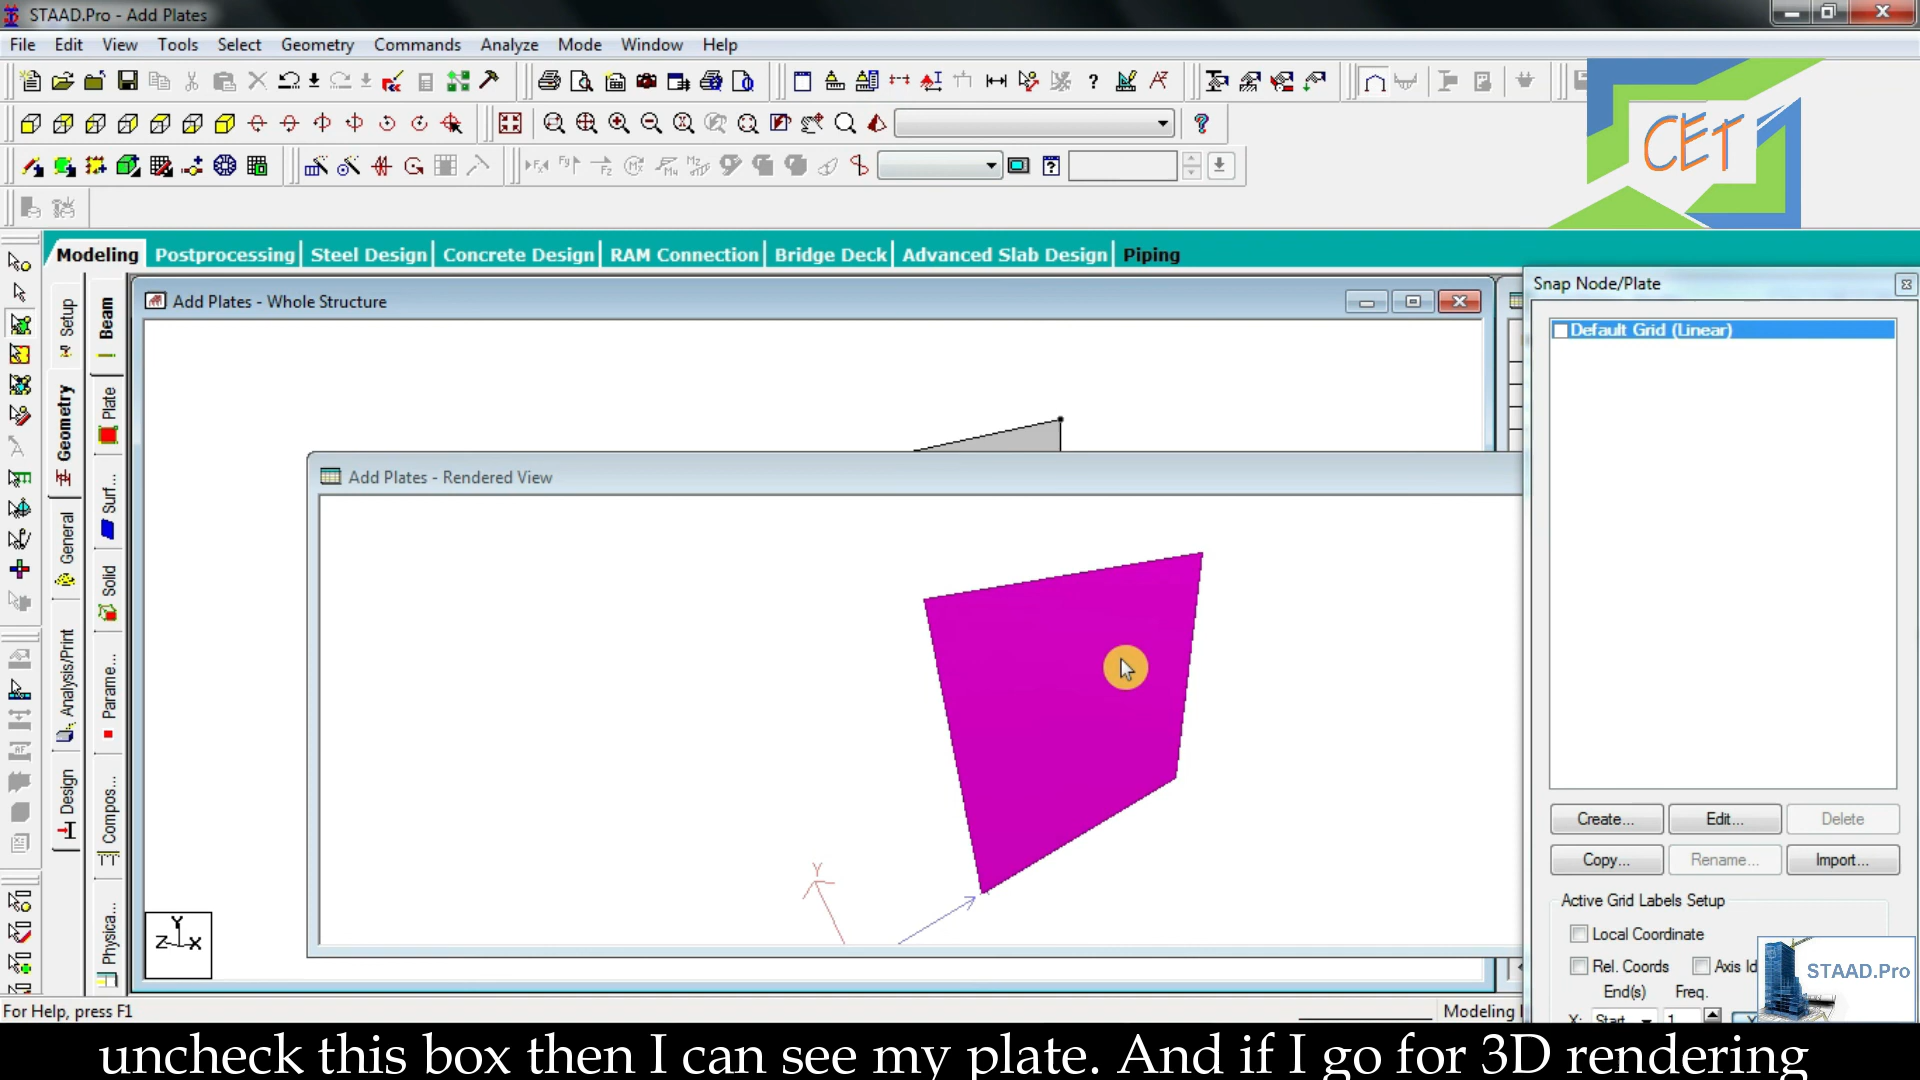 STAAD.Pro - Add Plates
File Edit View Tools Select Geometry Commands Analyze Mode Window Help
CET
Modeling Postprocessing Steel Design Concrete Design RAM Connection Bridge Deck Advanced Slab Design Piping
Setup
Geometry
General
Analysis/Print
Design
Beam
Plate
Surf...
Solid
Parame...
Compos...
Physica...
Add Plates - Whole Structure
Add Plates - Rendered View
Y
Y
Z X
Snap Node/Plate
Default Grid (Linear)
Create... Edit... Delete
Copy... Rename... Import...
Active Grid Labels Setup
Local Coordinate
Rel. Coords Axis Id
End(s) Freq.
X: Start 1
STAAD.Pro
For Help, press F1
Modeling
uncheck this box then I can see my plate. And if I go for 3D rendering